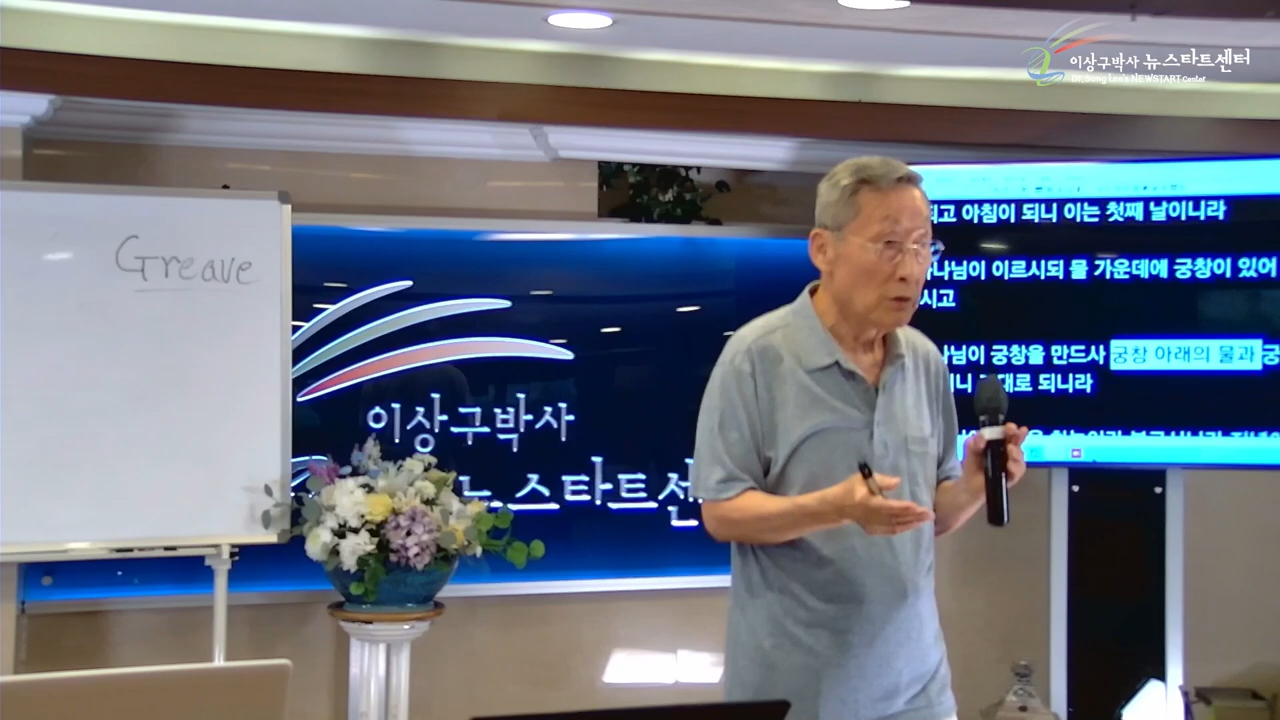 이상구박사 뉴스타트센터
Dr. Sang Lee's NEWSTART Center
Greave
이상구박사
뉴스타트센
고 아침이 되니 이는 첫째 날이니라
나님이 이르시되 물 가운데에 궁창이 있어
시고
나님이 궁창을 만드사 궁창 아래의 물과 궁
니 그대로 되니라